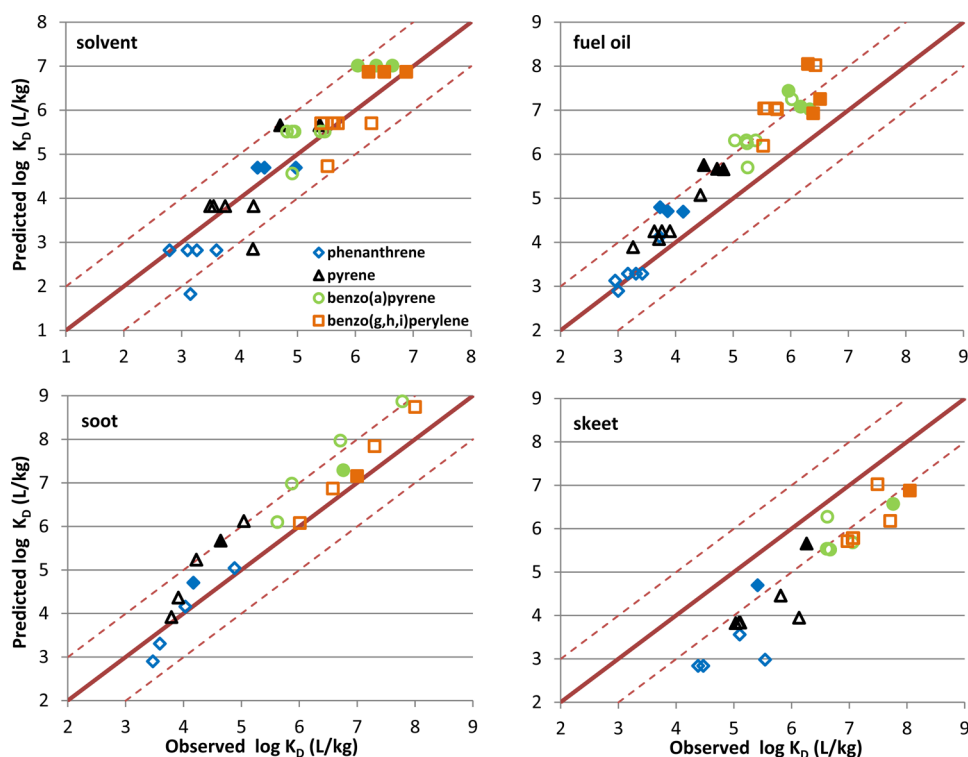 solvent
Predicted log KD (L/kg)
8
7
6
5
4
3
2
1
1 2 3 4 5 6 7 8
phenanthrene
pyrene
benzo(a)pyrene
benzo(g,h,i)perylene
fuel oil
9
8
7
6
5
4
3
2
2 3 4 5 6 7 8 9
soot
Predicted log KD (L/kg)
9
8
7
6
5
4
3
2
2 3 4 5 6 7 8 9
Observed log KD (L/kg)
skeet
9
8
7
6
5
4
3
2
2 3 4 5 6 7 8 9
Observed log KD (L/kg)